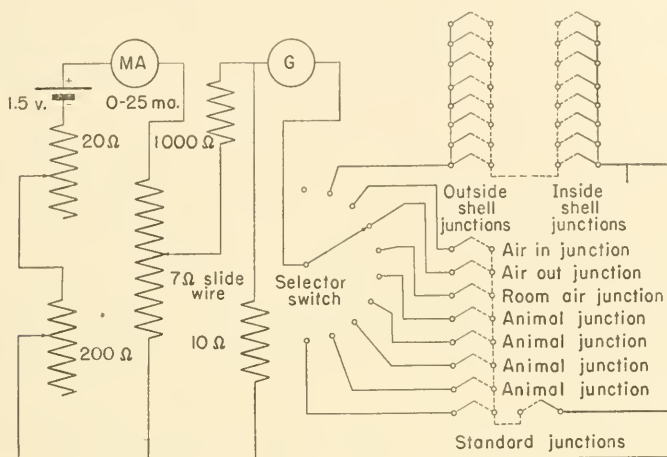 MA
G
+
-
1.5 v.
0-25 ma.
20Ω
1000Ω
7Ω slide
wire
200 Ω
10Ω
Selector
switch
Outside
shell
junctions
Inside
shell
junctions
Air in junction
Air out junction
Room air junction
Animal junction
Animal junction
Animal junction
Animal junction
Standard junctions